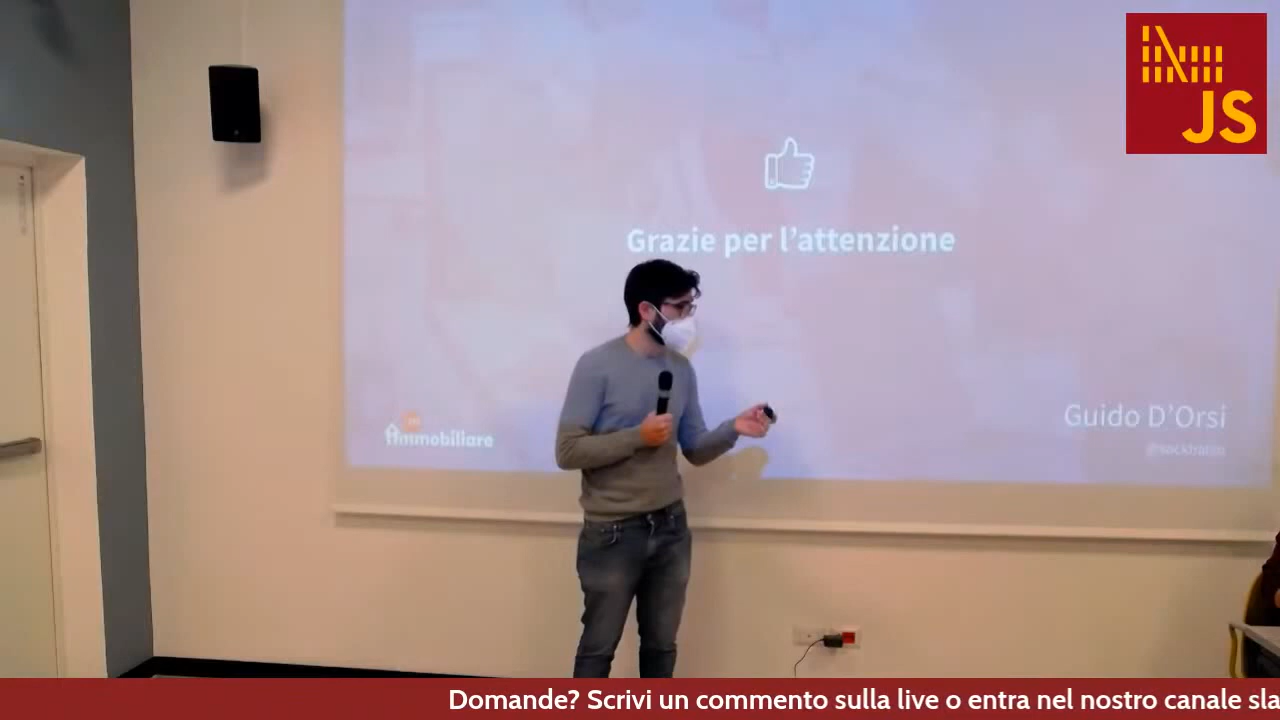 JS
Grazie per l'attenzione
Guido D'Orsi
immobiliare
Domande? Scrivi un commento sulla live o entra nel nostro canale sla